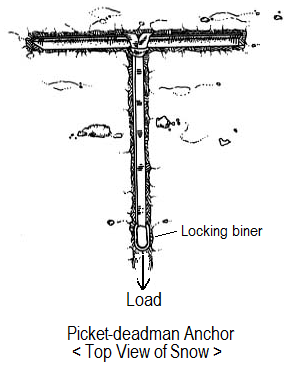 Locking biner
Load
Picket-deadman Anchor
< Top View of Snow >